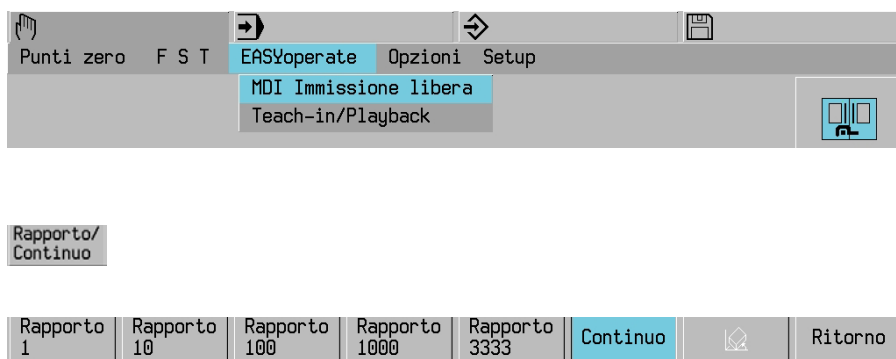 Punti zero F S T EASYoperate Opzioni Setup
MDI Immissione libera
Teach-in/Playback
Rapporto/
Continuo
Rapporto 1 Rapporto 10 Rapporto 100 Rapporto 1000 Rapporto 3333 Continuo Ritorno